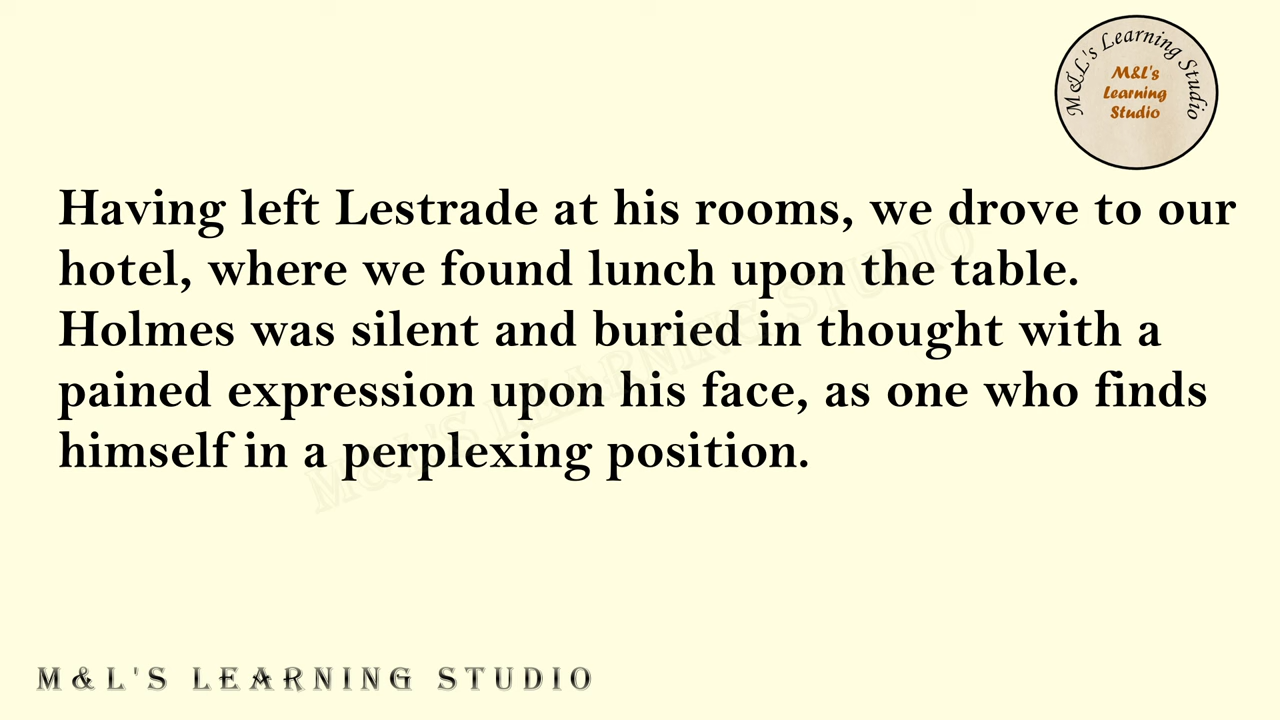 M&L's Learning Studio
M&L's
Learning
Studio
Having left Lestrade at his rooms, we drove to our
hotel, where we found lunch upon the table.
Holmes was silent and buried in thought with a
pained expression upon his face, as one who finds
himself in a perplexing position.
M&L'S LEARNING STUDIO
M&L'S LEARNING STUDIO